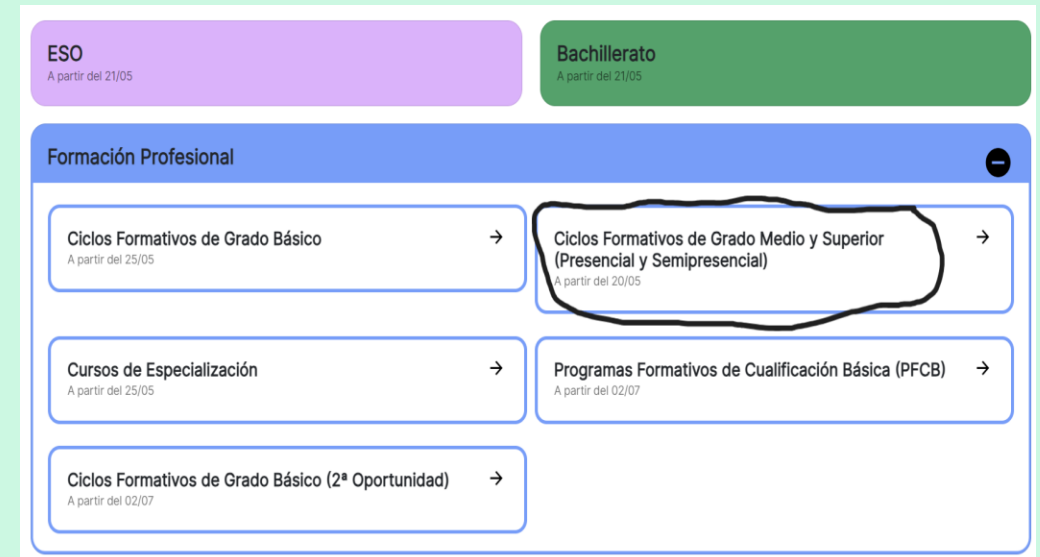 ESO
A partir del 21/05
Bachillerato
A partir del 21/05
Formación Profesional
Ciclos Formativos de Grado Básico
A partir del 25/05
Ciclos Formativos de Grado Medio y Superior
(Presencial y Semipresencial)
A partir del 20/05
Cursos de Especialización
A partir del 25/05
Programas Formativos de Cualificación Básica (PFCB)
A partir del 02/07
Ciclos Formativos de Grado Básico (2ª Oportunidad)
A partir del 02/07